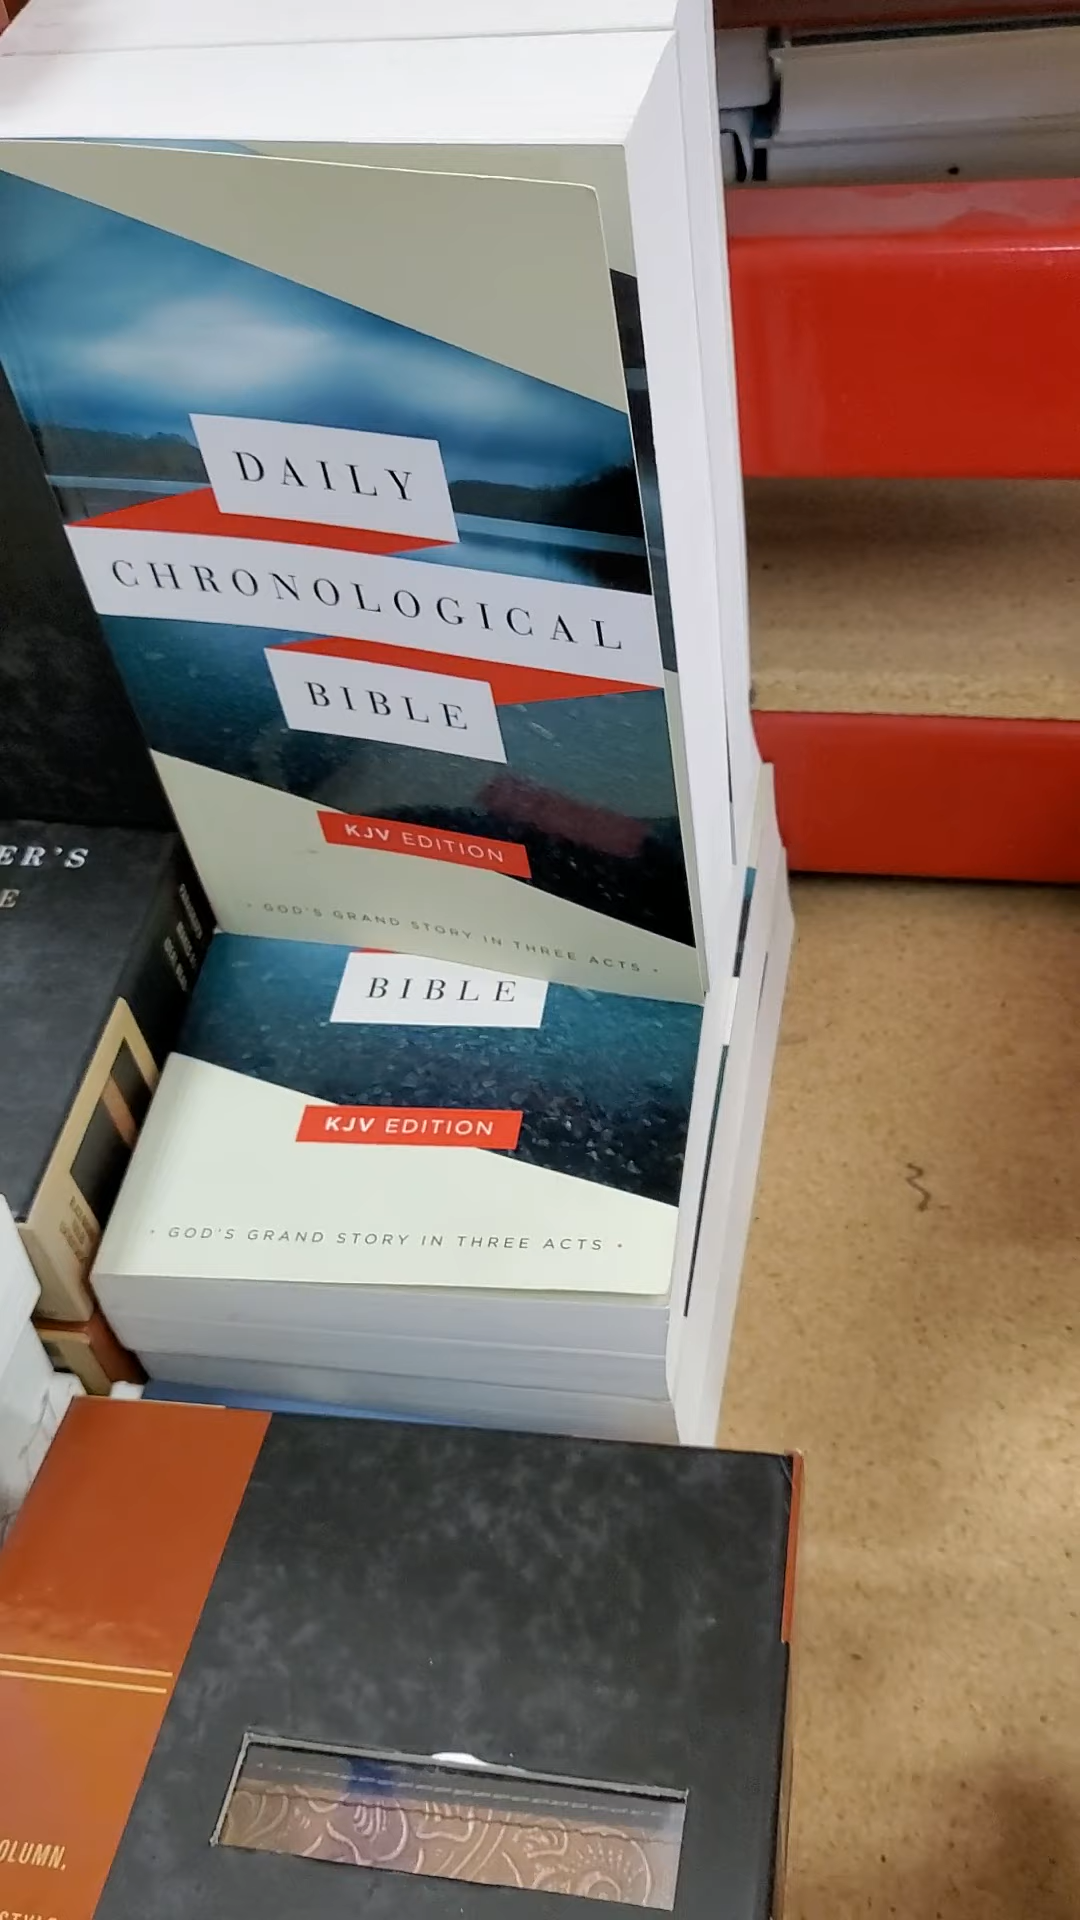 DAILY
CHRONOLOGICAL
BIBLE
KJV EDITION
· GOD'S GRAND STORY IN THREE ACTS ·
BIBLE
KJV EDITION
· GOD'S GRAND STORY IN THREE ACTS ·
ER'S
E
OLUMN,